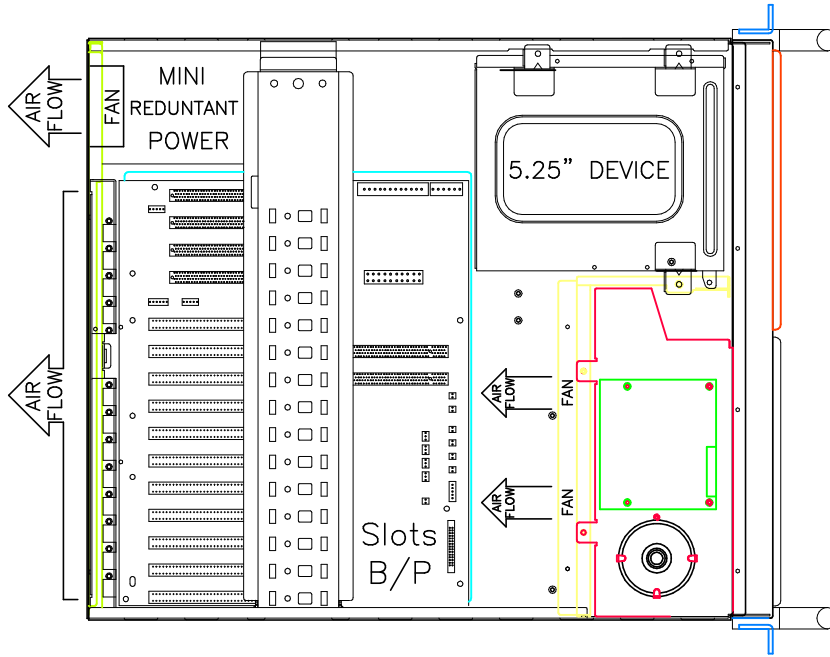 AIR
FLOW
FAN
MINI
REDUNTANT
POWER
5.25” DEVICE
AIR
FLOW
AIR
FLOW
FAN
AIR
FLOW
FAN
Slots
B/P